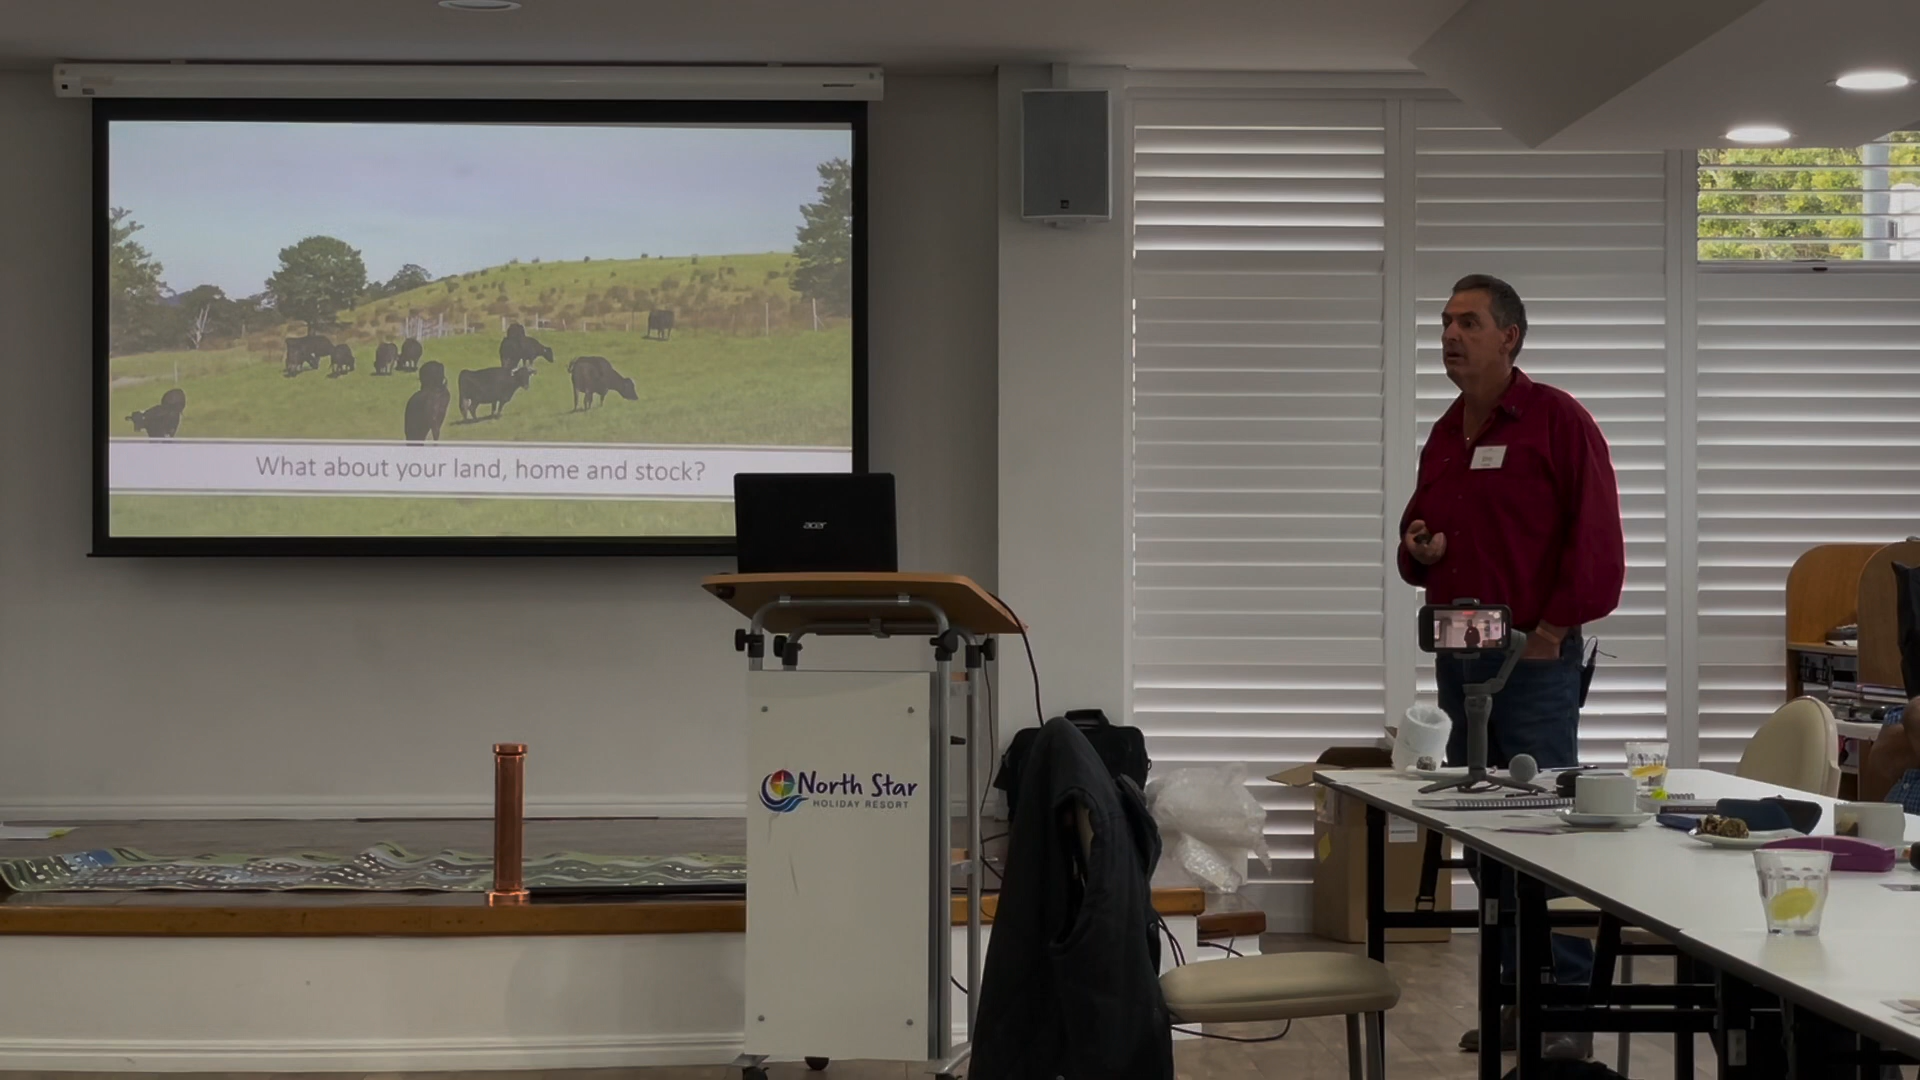 What about your land, home and stock?
acer
North Star
HOLIDAY RESORT